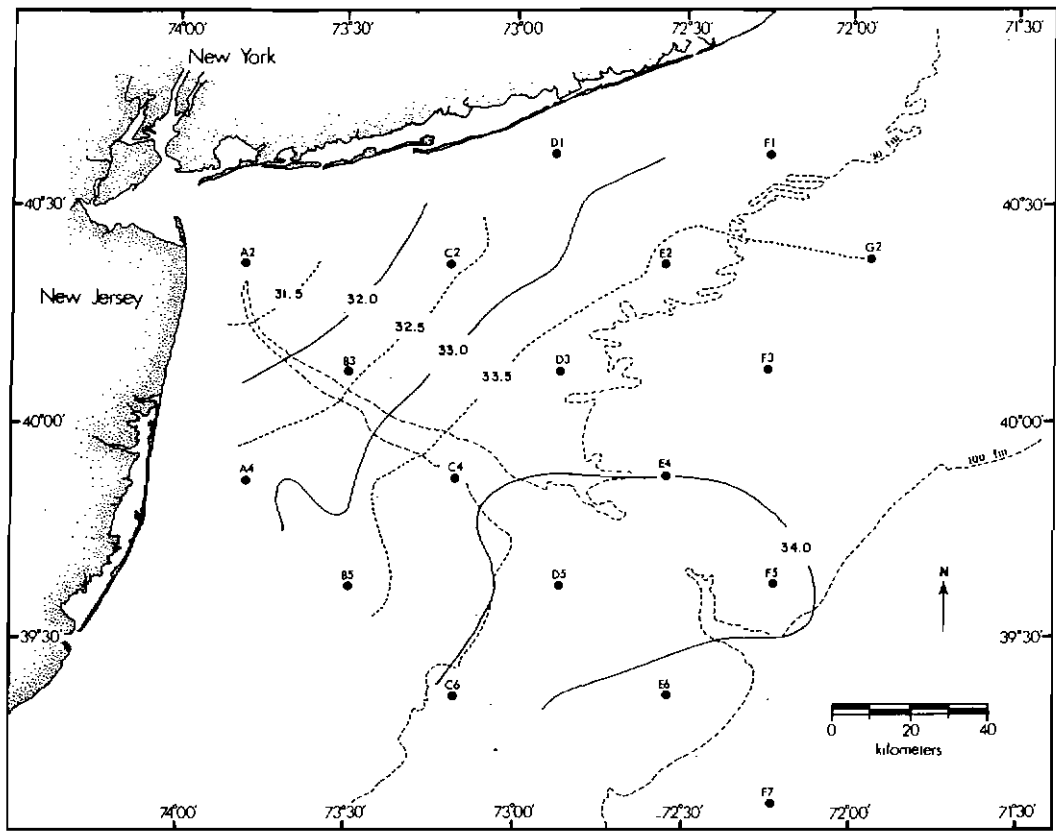 74°00' 73°30' 73°00' 72°30' 72°00' 71°30'
New York
D1 F1
30 fm
40°30' 40°30'
A2 C2 E2 G2
New Jersey
31.5 32.0
32.5
33.0
33.5
B3 D3 F3
40°00' 40°00'
100 fm
A4 C4 E4
34.0
B5 D5 F5
N
39°30' 39°30'
C6 E6
0 20 40
kilometers
F7
74°00' 73°30' 73°00' 72°30' 72°00' 71°30'